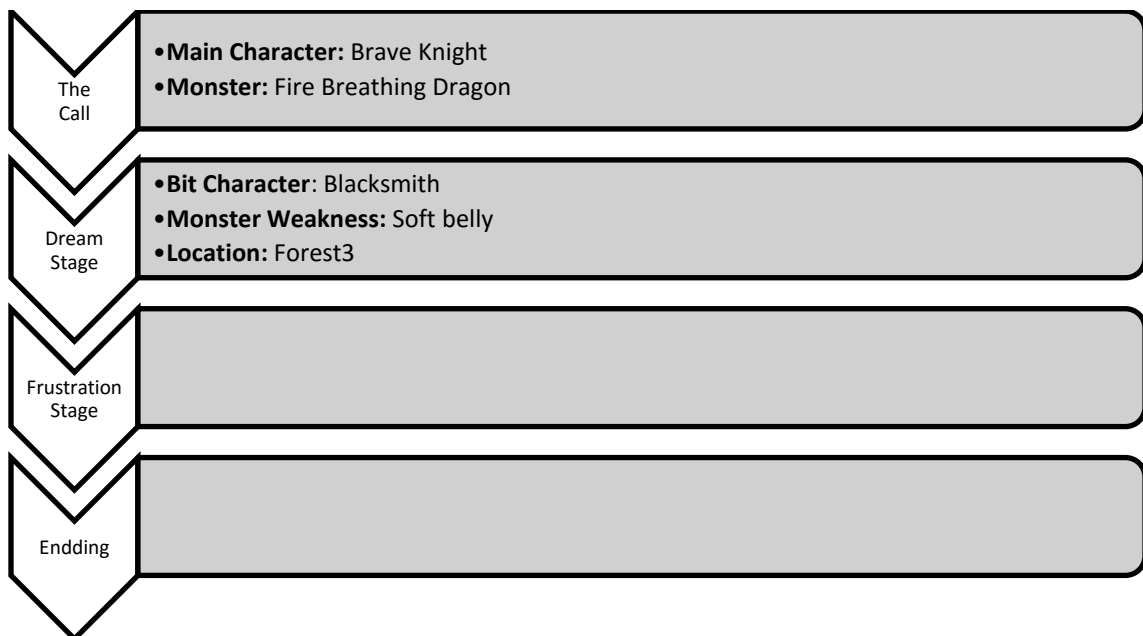 The
Call
•Main Character: Brave Knight
•Monster: Fire Breathing Dragon
Dream
Stage
•Bit Character: Blacksmith
•Monster Weakness: Soft belly
•Location: Forest3
Frustration
Stage
Endding